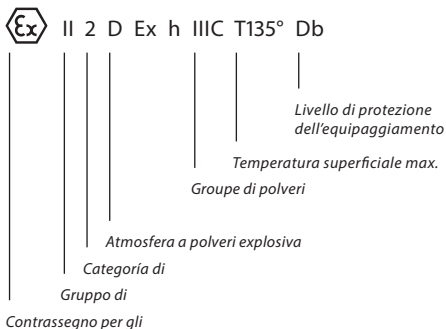 Ex II 2 D Ex h IIIC T135° Db
Livello di protezione
dell'equipaggiamento
Temperatura superficiale max.
Groupe di polveri
Atmosfera a polveri explosiva
Categoría di
Gruppo di
Contrassegno per gli